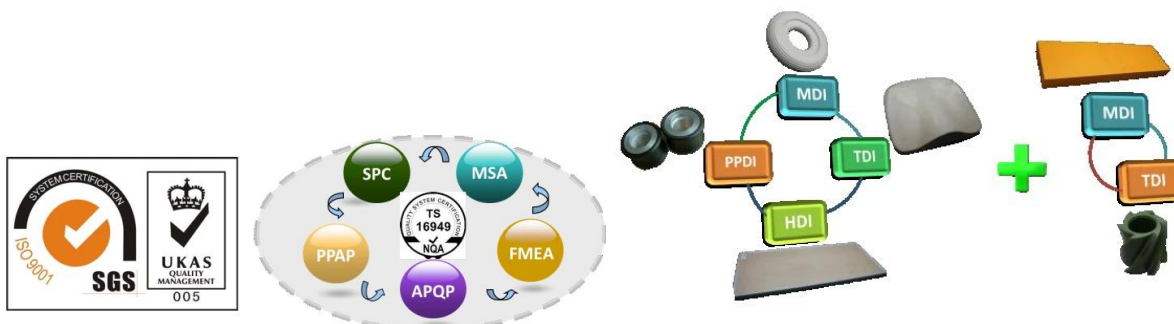 SYSTEM CERTIFICATION
ISO 9001
SGS
UKAS
QUALITY
MANAGEMENT
005
SPC
MSA
PPAP
FMEA
APQP
QUALITY SYSTEM CERTIFICATION
TS
16949
NQA
MDI
PPDI
TDI
HDI
MDI
TDI